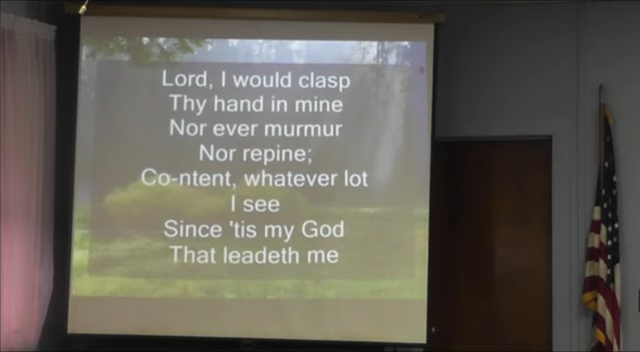 Lord, I would clasp
Thy hand in mine
Nor ever murmur
Nor repine;
Co-ntent, whatever lot
I see
Since 'tis my God
That leadeth me